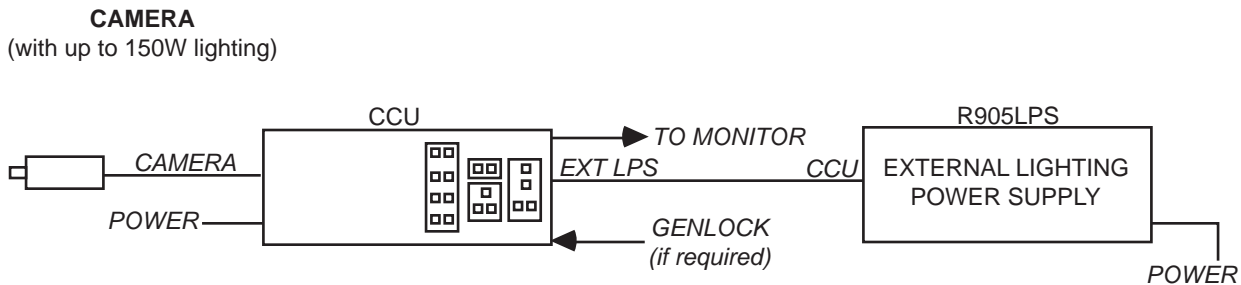 CAMERA
(with up to 150W lighting)
CCU
R905LPS
CAMERA
TO MONITOR
EXT LPS
CCU
EXTERNAL LIGHTING
POWER SUPPLY
POWER
GENLOCK
(if required)
POWER